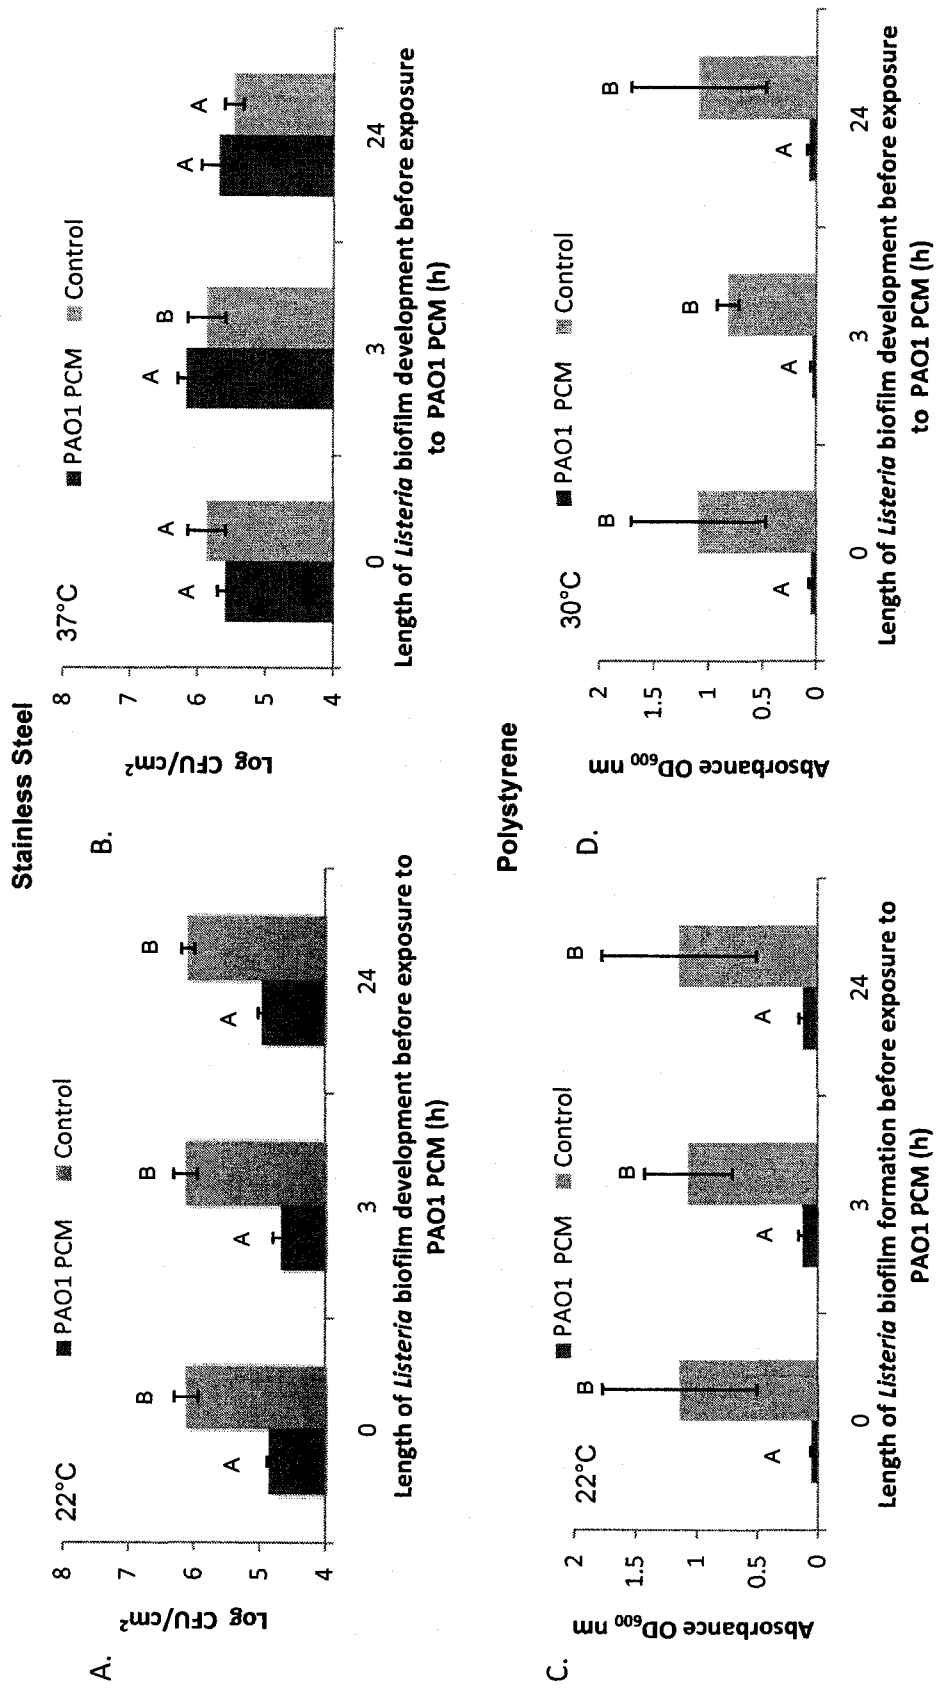 Stainless Steel
A.
22°C
PAO1 PCM Control
8
7
6
5
4
Log CFU/cm²
A B A B A B
0 3 24
Length of Listeria biofilm development before exposure to
PAO1 PCM (h)
B.
37°C
PAO1 PCM Control
8
7
6
5
4
Log CFU/cm²
A A A B A A
0 3 24
Length of Listeria biofilm development before exposure
to PAO1 PCM (h)
Polystyrene
C.
22°C
PAO1 PCM Control
2
1.5
1
0.5
0
Absorbance OD600 nm
A B A B A B
0 3 24
Length of Listeria biofilm formation before exposure to
PAO1 PCM (h)
D.
30°C
PAO1 PCM Control
2
1.5
1
0.5
0
Absorbance OD600 nm
A B A B A B
0 3 24
Length of Listeria biofilm development before exposure
to PAO1 PCM (h)